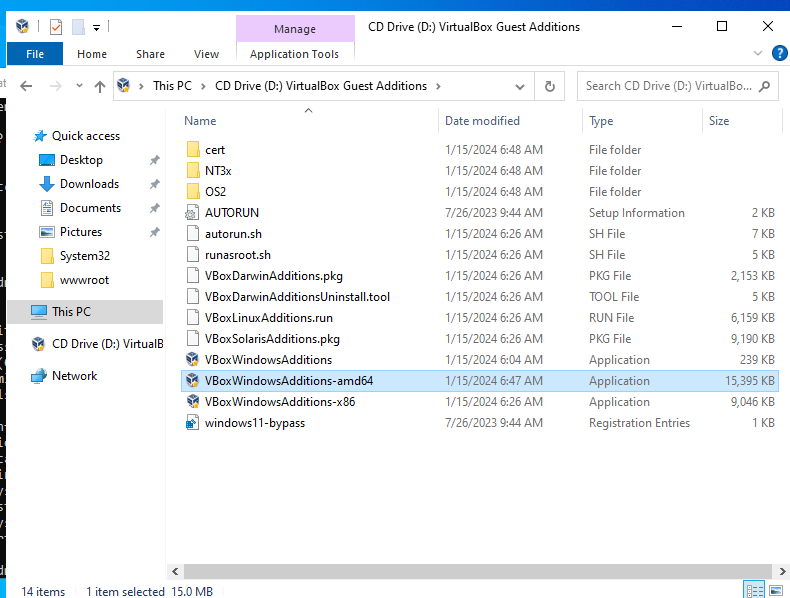 Manage
CD Drive (D:) VirtualBox Guest Additions
File Home Share View Application Tools
This PC CD Drive (D:) VirtualBox Guest Additions
Search CD Drive (D:) VirtualBo...
Name Date modified Type Size
Quick access
Desktop
Downloads
Documents
Pictures
System32
wwwroot
This PC
CD Drive (D:) VirtualB
Network
cert 1/15/2024 6:48 AM File folder
NT3x 1/15/2024 6:48 AM File folder
OS2 1/15/2024 6:48 AM File folder
AUTORUN 7/26/2023 9:44 AM Setup Information 2 KB
autorun.sh 1/15/2024 6:26 AM SH File 7 KB
runasroot.sh 1/15/2024 6:26 AM SH File 5 KB
VBoxDarwinAdditions.pkg 1/15/2024 6:26 AM PKG File 2,153 KB
VBoxDarwinAdditionsUninstall.tool 1/15/2024 6:26 AM TOOL File 5 KB
VBoxLinuxAdditions.run 1/15/2024 6:26 AM RUN File 6,159 KB
VBoxSolarisAdditions.pkg 1/15/2024 6:26 AM PKG File 9,190 KB
VBoxWindowsAdditions 1/15/2024 6:04 AM Application 239 KB
VBoxWindowsAdditions-amd64 1/15/2024 6:47 AM Application 15,395 KB
VBoxWindowsAdditions-x86 1/15/2024 6:26 AM Application 9,046 KB
windows11-bypass 7/26/2023 9:44 AM Registration Entries 1 KB
14 items 1 item selected 15.0 MB